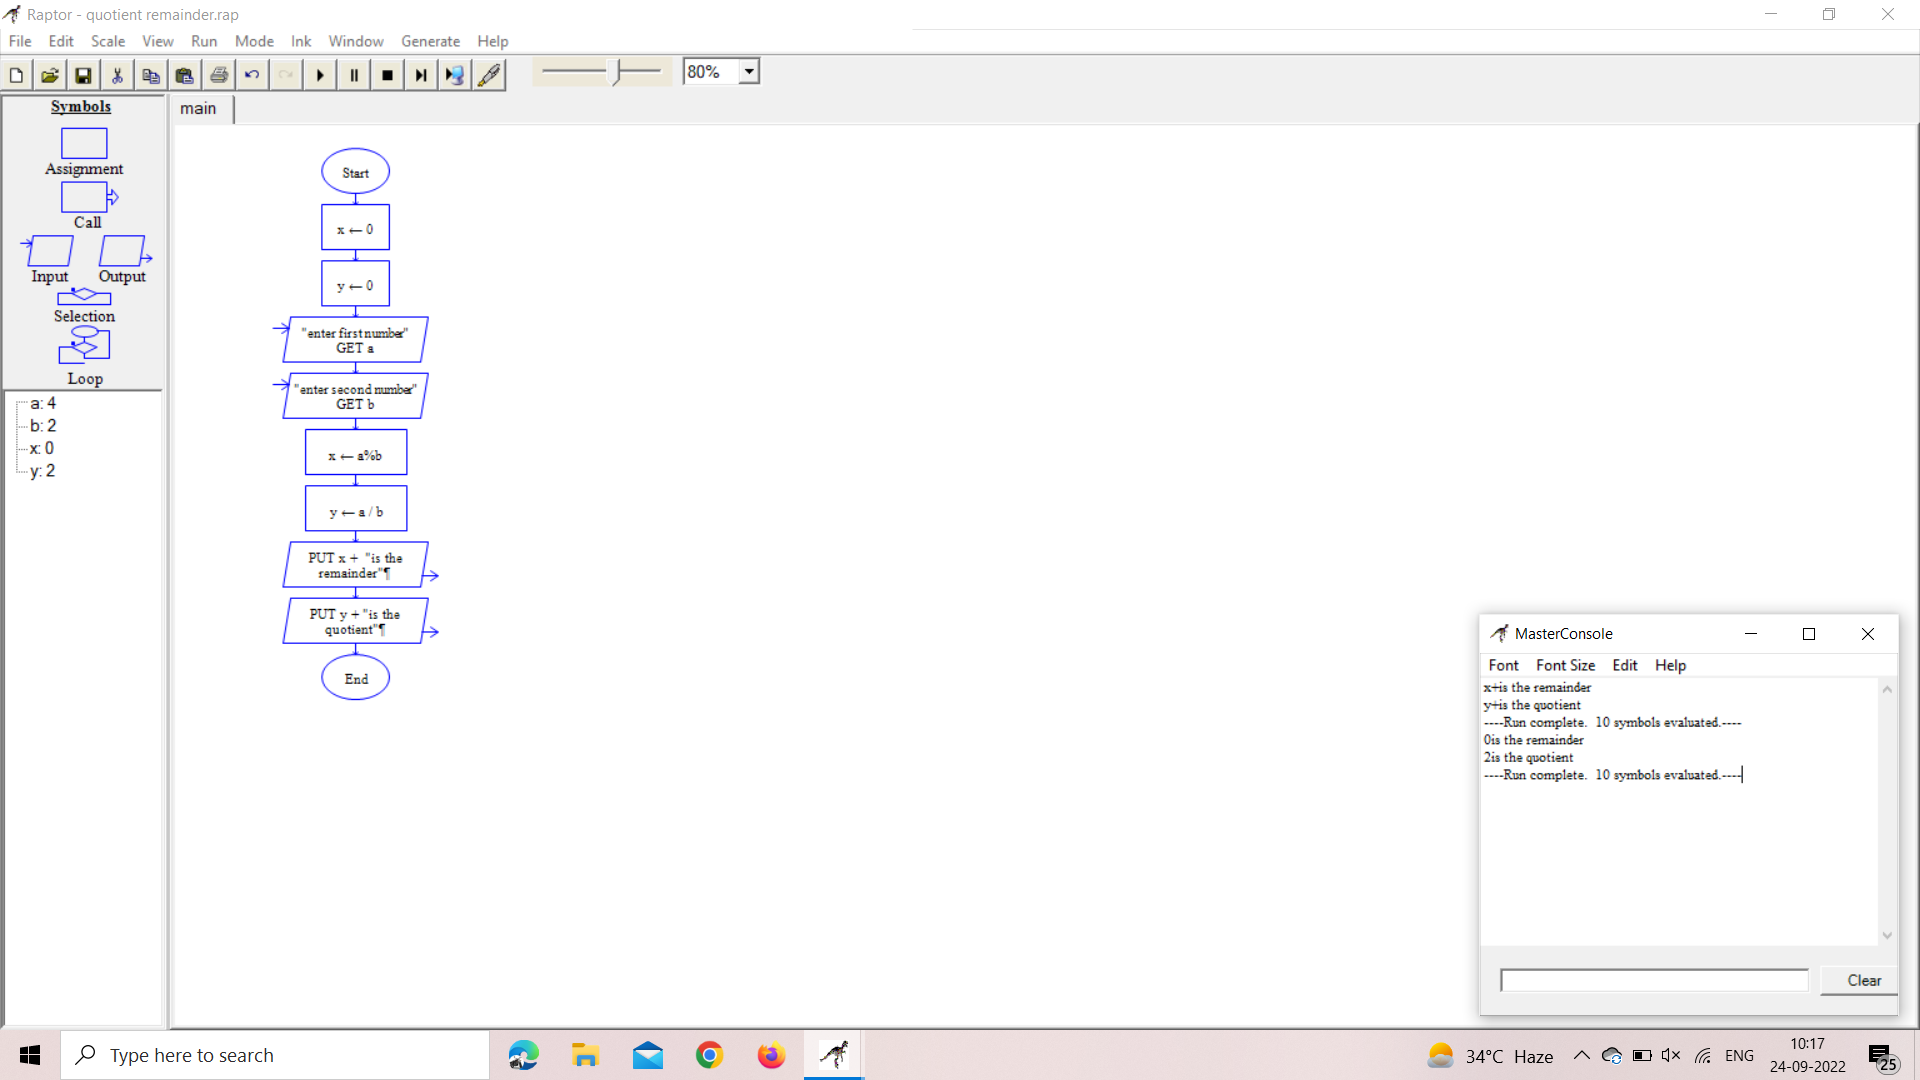 Raptor - quotient remainder.rap
File Edit Scale View Run Mode Ink Window Generate Help
80%
Symbols
main
Assignment
Call
Input Output
Selection
Loop
a: 4
b: 2
x: 0
y: 2
Start
x ← 0
y ← 0
"enter first number"
GET a
"enter second number"
GET b
x ← a%b
y ← a / b
PUT x + "is the
remainder"¶
PUT y + "is the
quotient"¶
End
MasterConsole
Font Font Size Edit Help
x+is the remainder
y+is the quotient
----Run complete. 10 symbols evaluated.----
0is the remainder
2is the quotient
----Run complete. 10 symbols evaluated.----
Clear
Type here to search
34°C Haze
ENG
10:17
24-09-2022
25